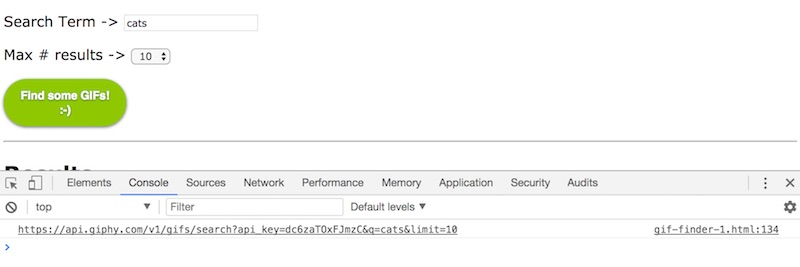 Search Term -> cats
Max # results -> 10
Find some GIFs!
:-)
Results
Elements Console Sources Network Performance Memory Application Security Audits
top Filter Default levels
https://api.giphy.com/v1/gifs/search?api_key=dc6zaTOxFJmzC&q=cats&limit=10 gif-finder-1.html:134